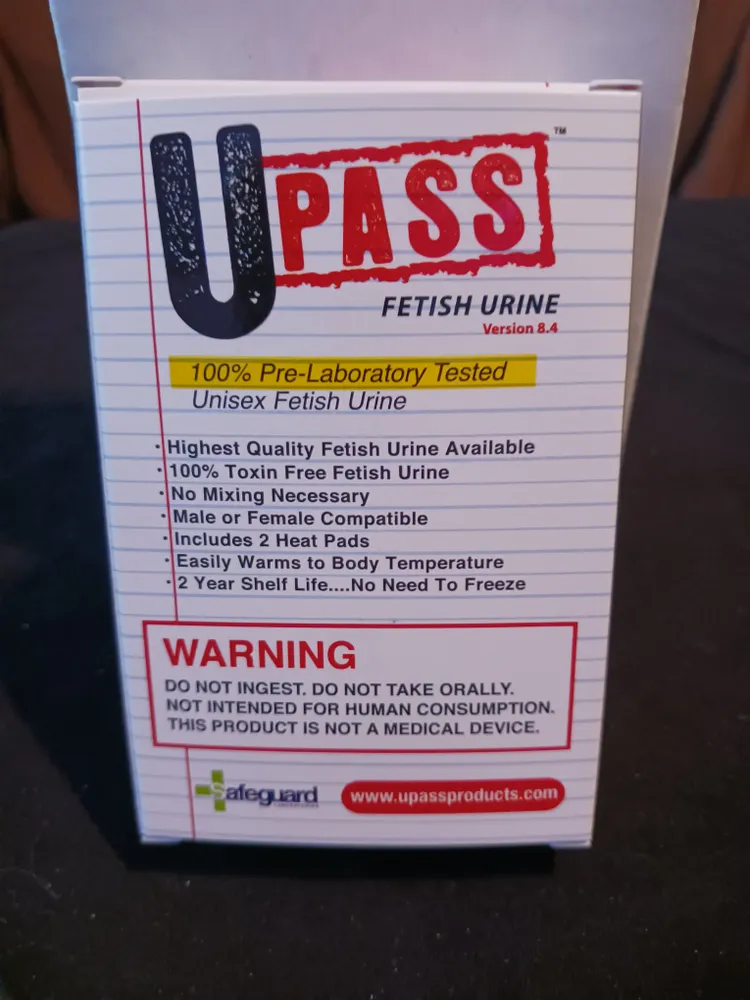 UPASS™
FETISH URINE
Version 8.4
100% Pre-Laboratory Tested
Unisex Fetish Urine
· Highest Quality Fetish Urine Available
· 100% Toxin Free Fetish Urine
· No Mixing Necessary
· Male or Female Compatible
· Includes 2 Heat Pads
· Easily Warms to Body Temperature
· 2 Year Shelf Life....No Need To Freeze
WARNING
DO NOT INGEST. DO NOT TAKE ORALLY.
NOT INTENDED FOR HUMAN CONSUMPTION.
THIS PRODUCT IS NOT A MEDICAL DEVICE.
Safeguard
www.upassproducts.com